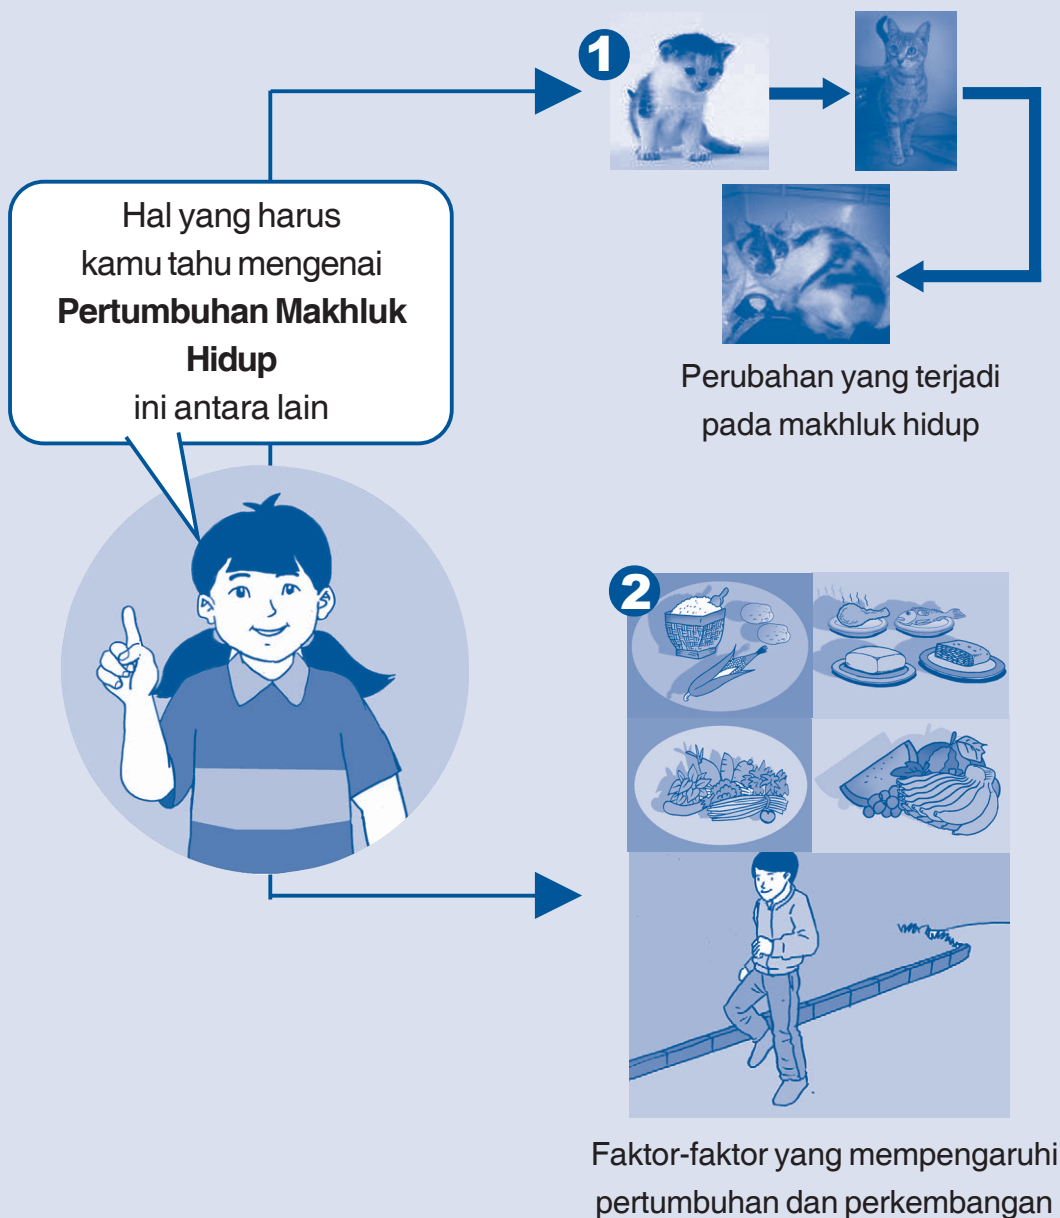 Hal yang harus
kamu tahu mengenai
Pertumbuhan Makhluk
Hidup
ini antara lain
1
Perubahan yang terjadi
pada makhluk hidup
2
Faktor-faktor yang mempengaruhi
pertumbuhan dan perkembangan